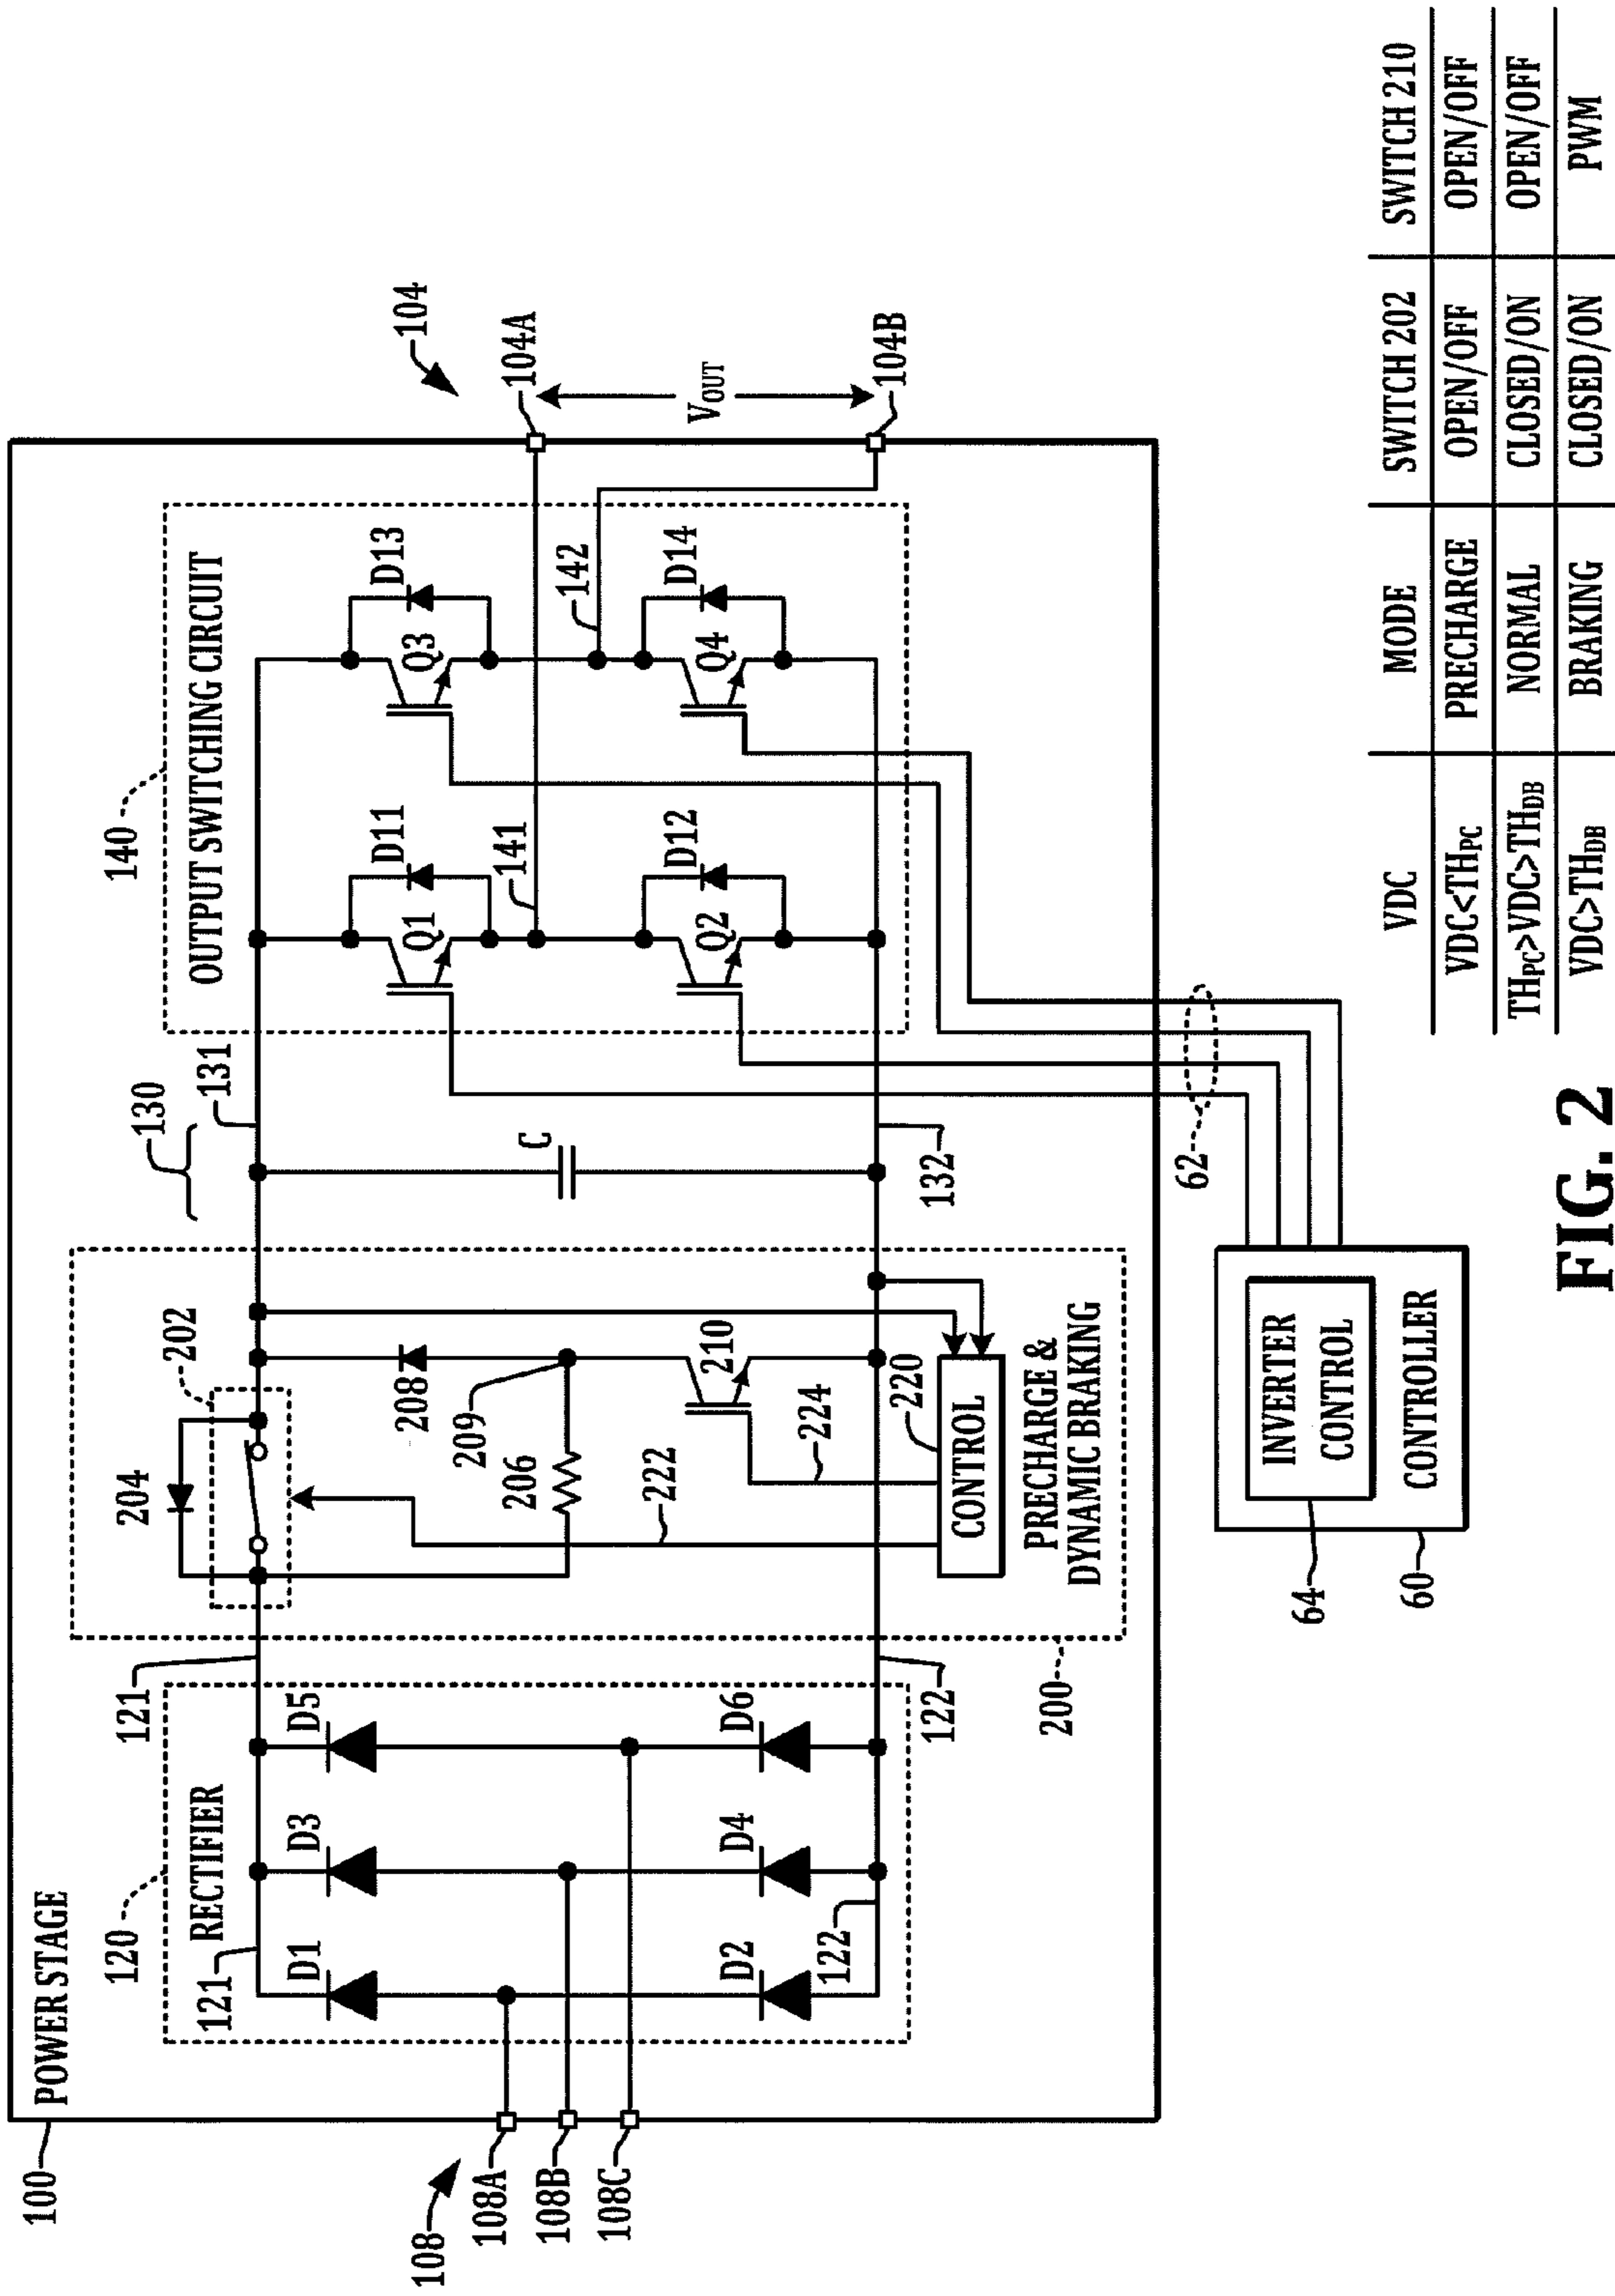 100
POWER STAGE
108
108A
108B
108C
120
RECTIFIER
121
D1
D3
D5
D2
D4
D6
122
121
122
200
204
202
206
208
209
210
222
224
220
CONTROL
PRECHARGE &
DYNAMIC BRAKING
130
131
C
132
140
OUTPUT SWITCHING CIRCUIT
Q1
D11
Q3
D13
141
142
Q2
D12
Q4
D14
104
104A
VOUT
104B
62
64
60
INVERTER
CONTROL
CONTROLLER
VDC MODE SWITCH 202 SWITCH 210
VDC<THPC PRECHARGE OPEN/OFF OPEN/OFF
THPC>VDC>THDB NORMAL CLOSED/ON OPEN/OFF
VDC>THDB BRAKING CLOSED/ON PWM
FIG. 2